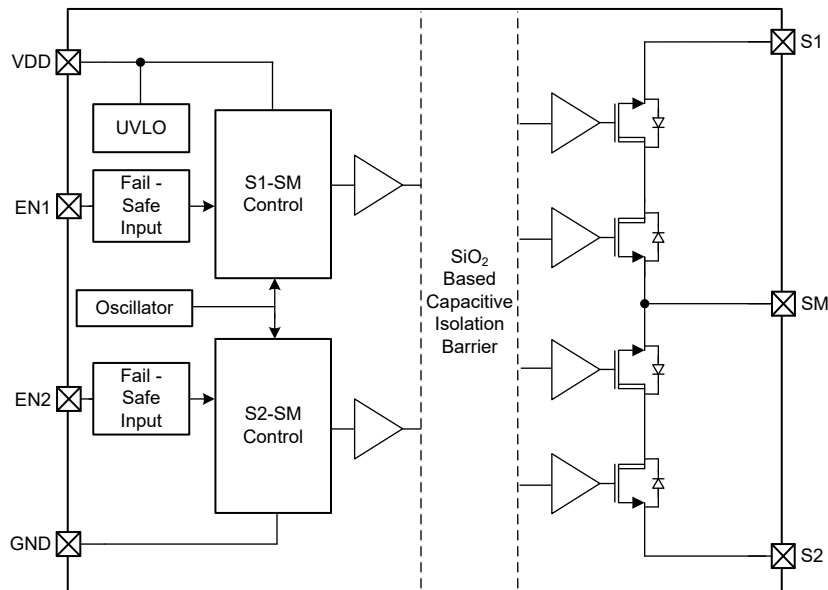 VDD
S1
UVLO
EN1
Fail -
Safe
Input
S1-SM
Control
SiO₂
Based
Capacitive
Isolation
Barrier
Oscillator
SM
EN2
Fail -
Safe
Input
S2-SM
Control
GND
S2